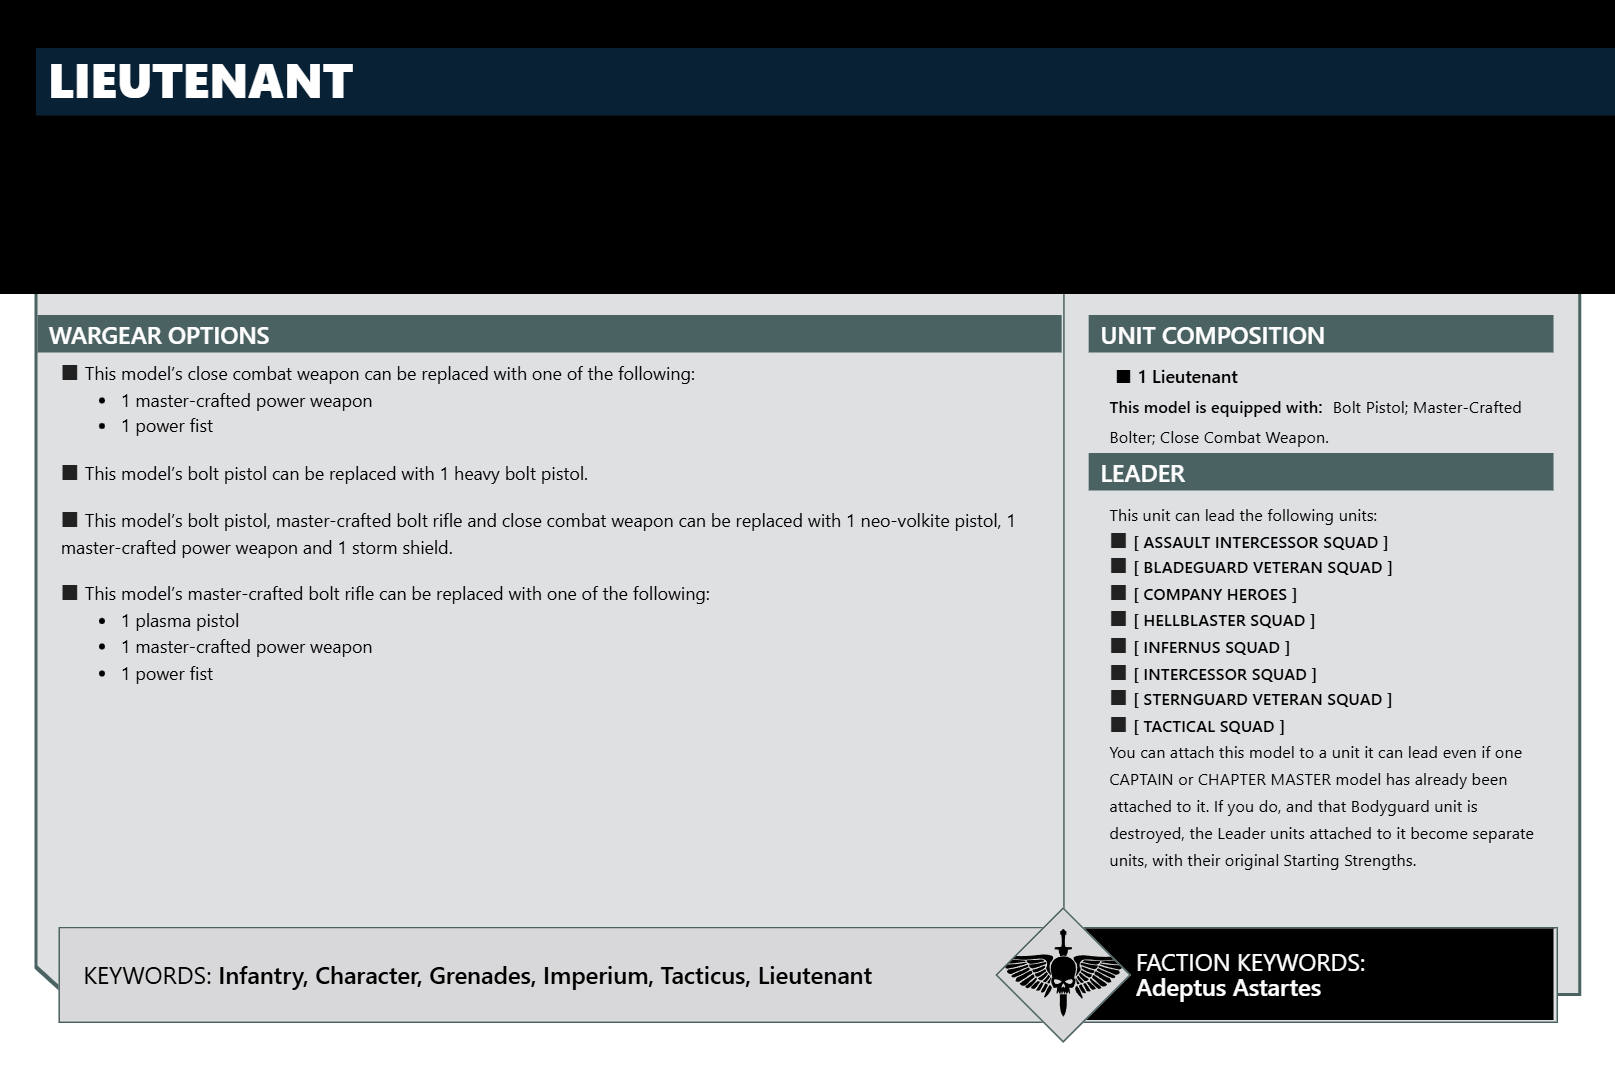 LIEUTENANT
WARGEAR OPTIONS
■ This model’s close combat weapon can be replaced with one of the following:
• 1 master-crafted power weapon
• 1 power fist
■ This model’s bolt pistol can be replaced with 1 heavy bolt pistol.
■ This model’s bolt pistol, master-crafted bolt rifle and close combat weapon can be replaced with 1 neo-volkite pistol, 1
master-crafted power weapon and 1 storm shield.
■ This model’s master-crafted bolt rifle can be replaced with one of the following:
• 1 plasma pistol
• 1 master-crafted power weapon
• 1 power fist
UNIT COMPOSITION
■ 1 Lieutenant
This model is equipped with: Bolt Pistol; Master-Crafted
Bolter; Close Combat Weapon.
LEADER
This unit can lead the following units:
■ [ ASSAULT INTERCESSOR SQUAD ]
■ [ BLADEGUARD VETERAN SQUAD ]
■ [ COMPANY HEROES ]
■ [ HELLBLASTER SQUAD ]
■ [ INFERNUS SQUAD ]
■ [ INTERCESSOR SQUAD ]
■ [ STERNGUARD VETERAN SQUAD ]
■ [ TACTICAL SQUAD ]
You can attach this model to a unit it can lead even if one
CAPTAIN or CHAPTER MASTER model has already been
attached to it. If you do, and that Bodyguard unit is
destroyed, the Leader units attached to it become separate
units, with their original Starting Strengths.
KEYWORDS: Infantry, Character, Grenades, Imperium, Tacticus, Lieutenant
FACTION KEYWORDS:
Adeptus Astartes